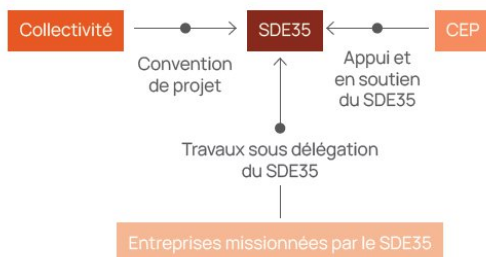 Collectivité
SDE35
CEP
Convention
de projet
Appui et
en soutien
du SDE35
Travaux sous délégation
du SDE35
Entreprises missionnées par le SDE35